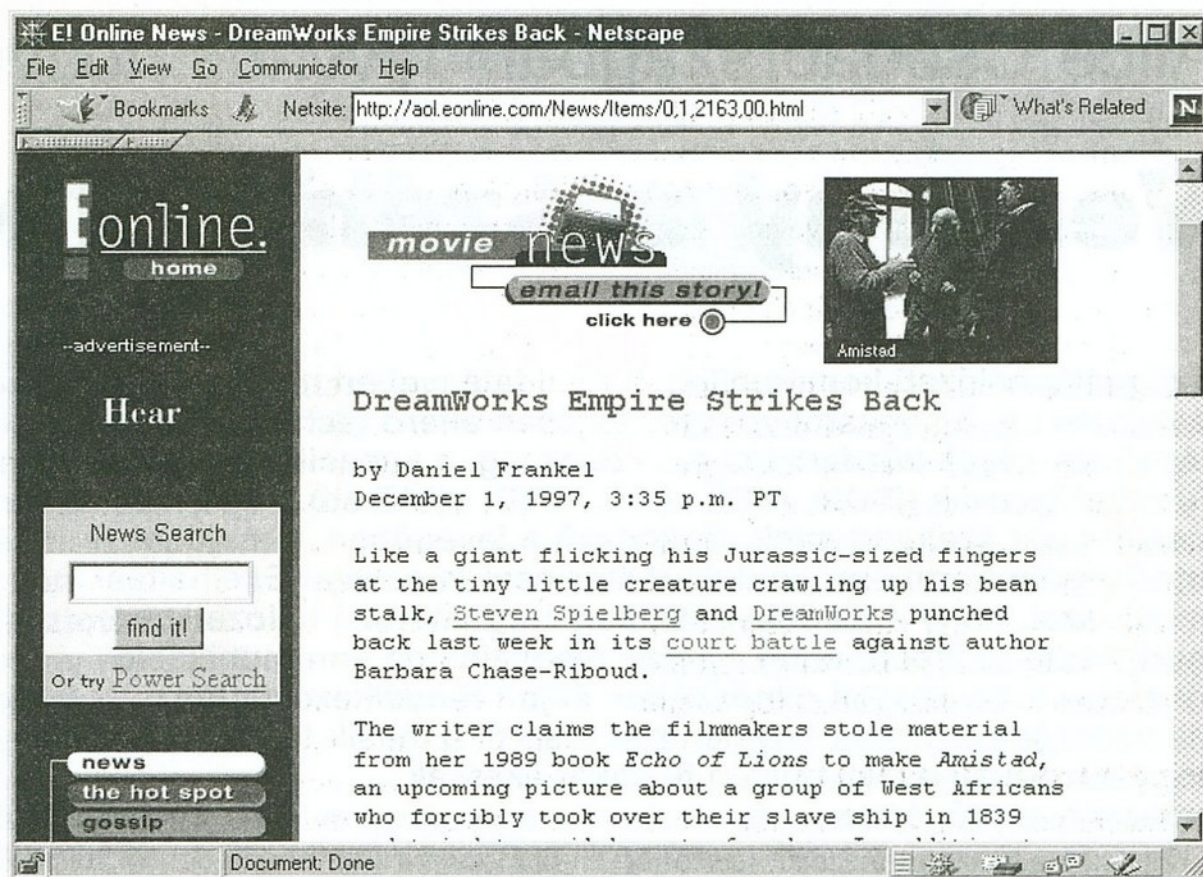 E! Online News - DreamWorks Empire Strikes Back - Netscape
File Edit View Go Communicator Help
Bookmarks Netsite: http://aol.eonline.com/News/Items/0,1,2163,00.html What's Related N
E online.
home
--advertisement--
Hear
News Search
find it!
Or try Power Search
news
the hot spot
gossip
movie news
email this story!
click here
Amistad
DreamWorks Empire Strikes Back
by Daniel Frankel
December 1, 1997, 3:35 p.m. PT
Like a giant flicking his Jurassic-sized fingers
at the tiny little creature crawling up his bean
stalk, Steven Spielberg and DreamWorks punched
back last week in its court battle against author
Barbara Chase-Riboud.
The writer claims the filmmakers stole material
from her 1989 book Echo of Lions to make Amistad,
an upcoming picture about a group of West Africans
who forcibly took over their slave ship in 1839
Document: Done